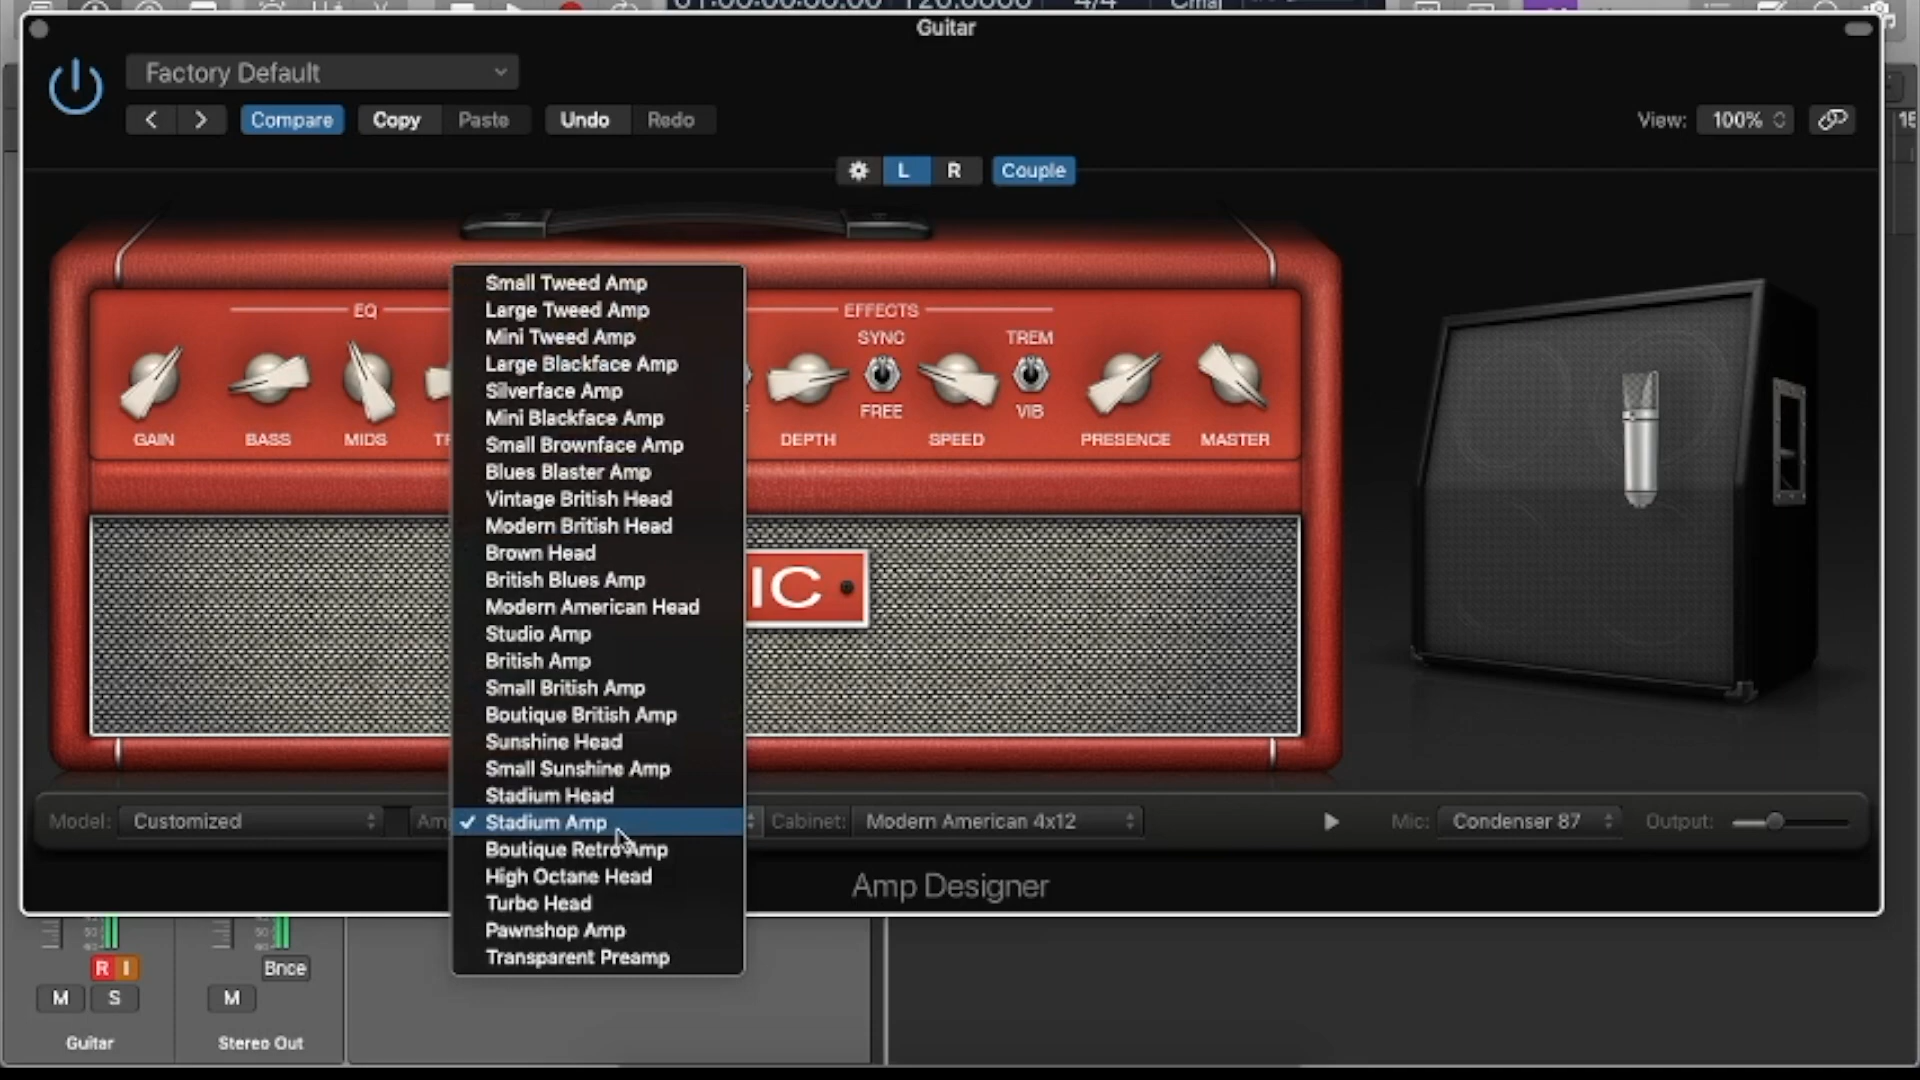 Guitar
Factory Default
Compare
Copy
Paste
Undo
Redo
View:
100%
L
R
Couple
EQ
EFFECTS
SYNC
TREM
FREE
VIB
GAIN
BASS
MIDS
DEPTH
SPEED
PRESENCE
MASTER
IC
Small Tweed Amp
Large Tweed Amp
Mini Tweed Amp
Large Blackface Amp
Silverface Amp
Mini Blackface Amp
Small Brownface Amp
Blues Blaster Amp
Vintage British Head
Modern British Head
Brown Head
British Blues Amp
Modern American Head
Studio Amp
British Amp
Small British Amp
Boutique British Amp
Sunshine Head
Small Sunshine Amp
Stadium Head
Stadium Amp
Boutique Retro Amp
High Octane Head
Turbo Head
Pawnshop Amp
Transparent Preamp
Model: Customized
Cabinet: Modern American 4x12
Mic: Condenser 87
Output:
Amp Designer
R I
Bnce
M S
M
Guitar
Stereo Out